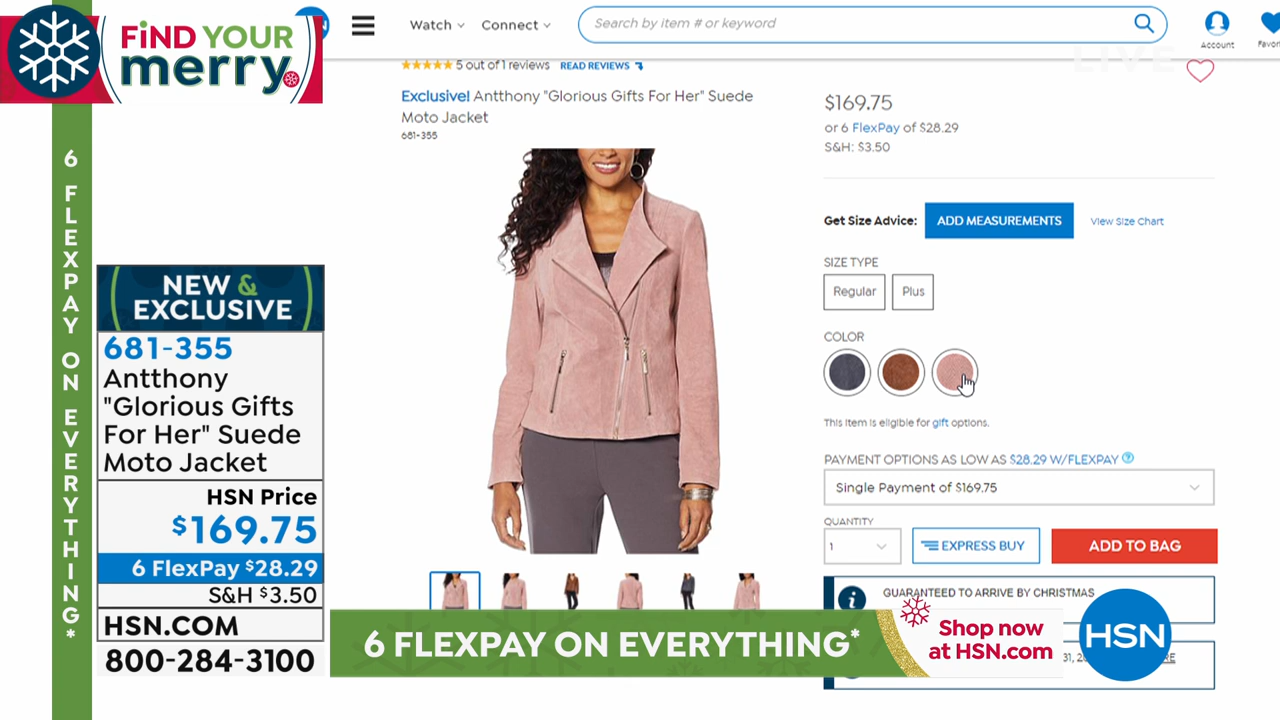 FiND YOUR
merry.
6 FLEXPAY ON EVERYTHING*
NEW &
EXCLUSIVE
681-355
Antthony
"Glorious Gifts
For Her" Suede
Moto Jacket
HSN Price
$169.75
6 FlexPay $28.29
S&H $3.50
HSN.COM
800-284-3100
Watch
Connect
Search by item # or keyword
Account
LIVE
5 out of 1 reviews
READ REVIEWS
Exclusive! Antthony "Glorious Gifts For Her" Suede
Moto Jacket
681-355
$169.75
or 6 FlexPay of $28.29
S&H: $3.50
Get Size Advice:
ADD MEASUREMENTS
View Size Chart
SIZE TYPE
Regular
Plus
COLOR
This item is eligible for gift options.
PAYMENT OPTIONS AS LOW AS $28.29 W/FLEXPAY
Single Payment of $169.75
QUANTITY
1
EXPRESS BUY
ADD TO BAG
GUARANTEED TO ARRIVE BY CHRISTMAS
6 FLEXPAY ON EVERYTHING*
Shop now
at HSN.com
HSN